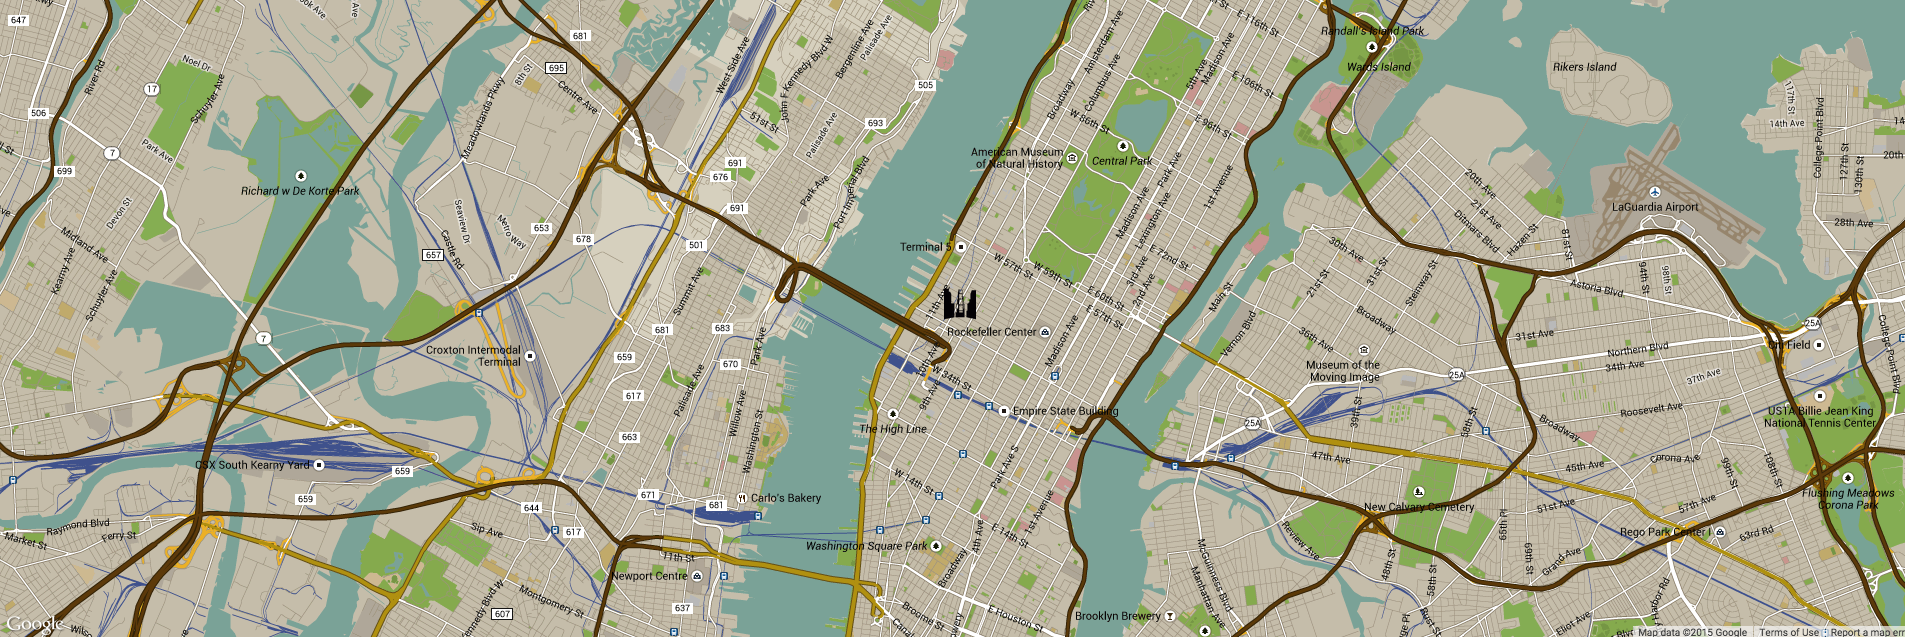 647
681
ook Ave
West Side Ave
John F Kennedy Blvd W
Bergenline Ave
Palisade Ave
Amsterdam Ave
Columbus Ave
Broadway
5th Ave
Madison Ave
E 116th St
Randall's Island Park
Wards Island
Rikers Island
River Rd
Noel Dr
17
Schuyler Ave
695
8th St
Centre Ave
Meadowlands Pkwy
505
W 86th St
E 106th St
E 96th St
117th St
14th Ave
College Point Blvd
127th St
130th St
20th
506
7
Park Ave
699
51st St
693
Palisade Ave
691
676
American Museum
of Natural History
Central Park
Park Ave
1st Avenue
20th Ave
21st Ave
LaGuardia Airport
Richard w De Korte Park
Devon St
Seaview Dr
Metro Way
691
Park Ave
Port Imperial Blvd
Madison Ave
Lexington Ave
Ditmars Blvd
Hazen St
81st St
28th Ave
Midland Ave
Kearny Ave
Schuyler Ave
653
678
657
Castle Rd
501
Summit Ave
Terminal 5
W 57th St
W 59th St
E 72nd St
3rd Ave
2nd Ave
30th Ave
31st St
21st St
Steinway St
Astoria Blvd
94th St
98th St
11th A
E 60th St
E 57th St
Main St
Vernon Blvd
Broadway
36th Ave
31st Ave
Northern Blvd
34th Ave
25A
Citi Field
College Point Blvd
7
681
683
Park Ave
Rockefeller Center
Madison Ave
Croxton Intermodal
Terminal
659
670
10th Ave
9th Ave
W 34th St
Museum of the
Moving Image
25A
37th Ave
617
Palisade Ave
Willow Ave
Washington St
The High Line
Empire State Building
25A
39th St
58th St
Broadway
Roosevelt Ave
USTA Billie Jean King
National Tennis Center
663
CSX South Kearny Yard
659
47th Ave
45th Ave
Corona Ave
99th St
108th St
659
671
681
Carlo's Bakery
W 14th St
Park Ave S
1st Avenue
New Calvary Cemetery
51st Ave
57th Ave
Flushing Meadows
Corona Park
Raymond Blvd
Ferry St
Market St
644
617
Sip Ave
Washington Square Park
4th Ave
E 14th St
Review Ave
65th Pl
69th St
Rego Park Center I
63rd Rd
11th St
Newport Centre
Broadway
McGuinness Blvd
Manhattan Ave
48th St
58th St
Grand Ave
Kennedy Blvd W
Montgomery St
607
637
Broome St
Canal
E Houston St
Brooklyn Brewery
Rust St
Eliot Ave
Google
Map data ©2015 Google
Terms of Use
Report a map err